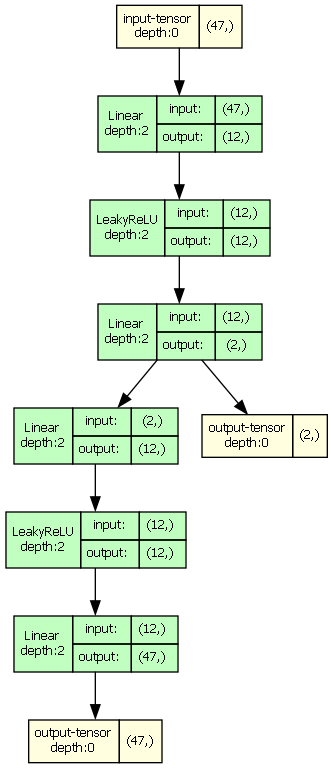 input-tensor
depth:0
(47,)
Linear
depth:2
input:
(47,)
output:
(12,)
LeakyReLU
depth:2
input:
(12,)
output:
(12,)
Linear
depth:2
input:
(12,)
output:
(2,)
Linear
depth:2
input:
(2,)
output:
(12,)
output-tensor
depth:0
(2,)
LeakyReLU
depth:2
input:
(12,)
output:
(12,)
Linear
depth:2
input:
(12,)
output:
(47,)
output-tensor
depth:0
(47,)